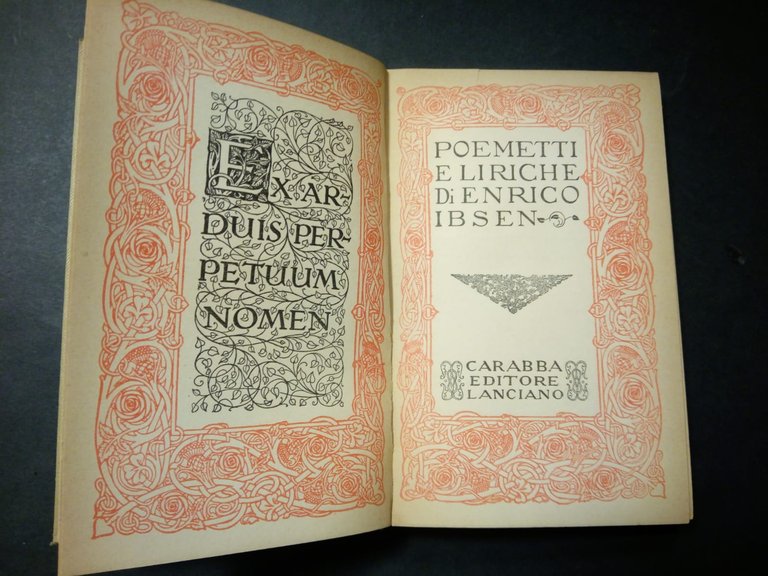 EX AR-
DUIS PER-
PETUUM
NOMEN
POEMETTI
E LIRICHE
Di ENRICO
IBSEN
CARABBA
EDITORE
LANCIANO